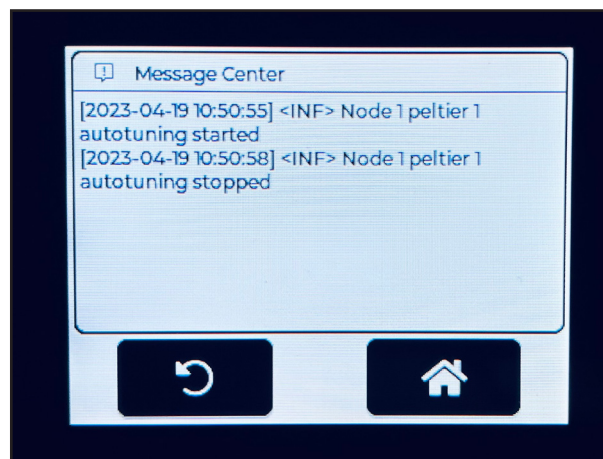 Message Center
[2023-04-19 10:50:55] <INF> Node 1 peltier 1
autotuning started
[2023-04-19 10:50:58] <INF> Node 1 peltier 1
autotuning stopped